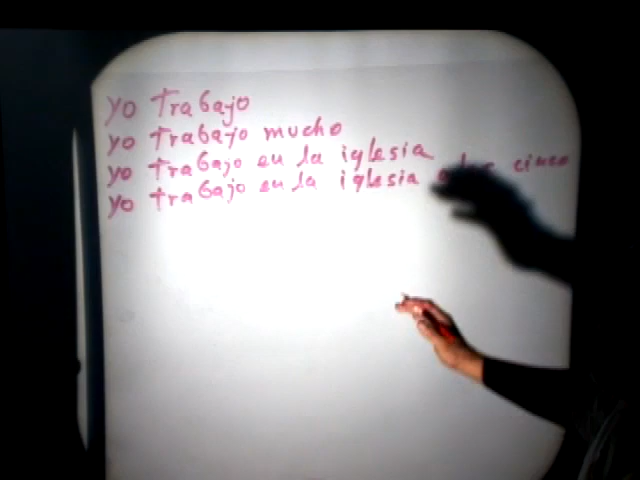 yo Trabajo
yo Trabajo mucho
yo Trabajo en la iglesia
yo trabajo en la iglesia a las cinco